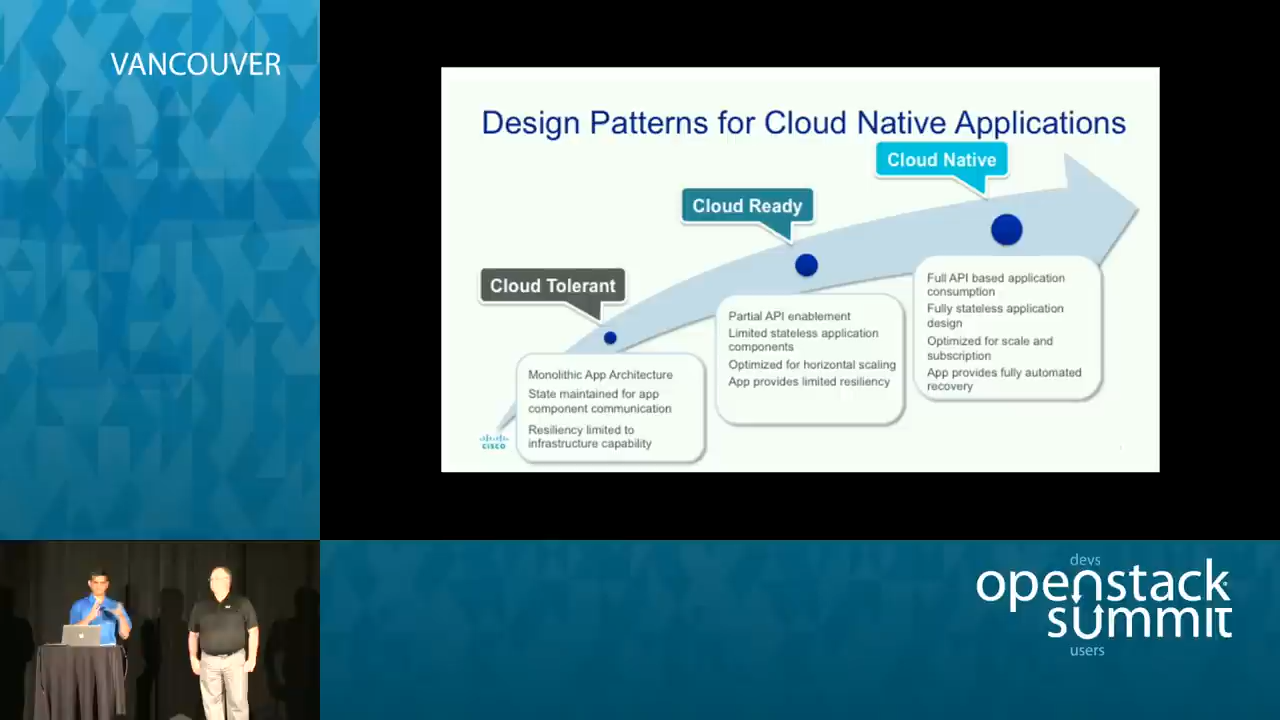 VANCOUVER
Design Patterns for Cloud Native Applications
Cloud Native
Cloud Ready
Cloud Tolerant
Monolithic App Architecture
State maintained for app
component communication
Resiliency limited to
infrastructure capability
Partial API enablement
Limited stateless application
components
Optimized for horizontal scaling
App provides limited resiliency
Full API based application
consumption
Fully stateless application
design
Optimized for scale and
subscription
App provides fully automated
recovery
CISCO
devs
openstack
summit
users